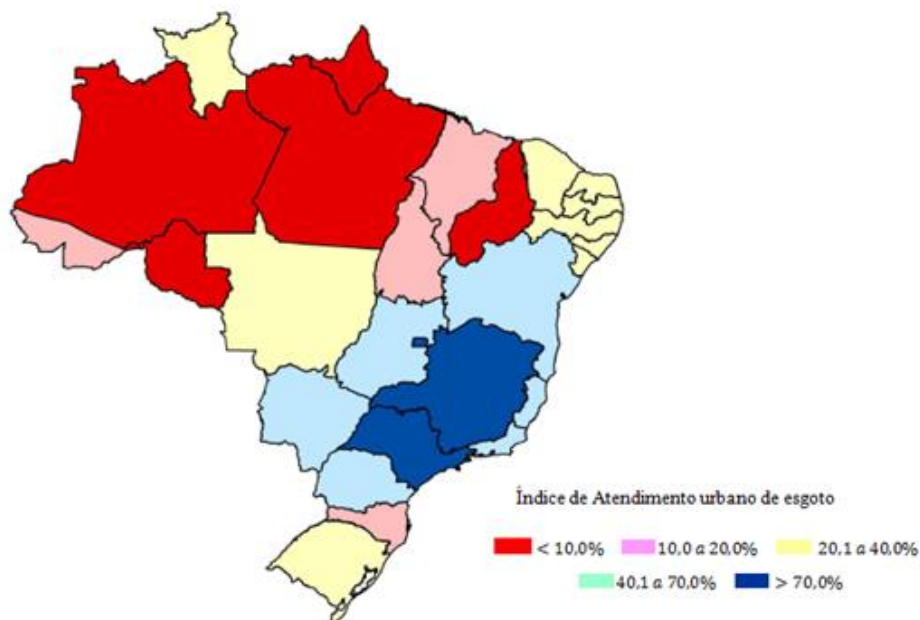 Índice de Atendimento urbano de esgoto
< 10,0% 10,0 a 20,0% 20,1 a 40,0%
40,1 a 70,0% > 70,0%